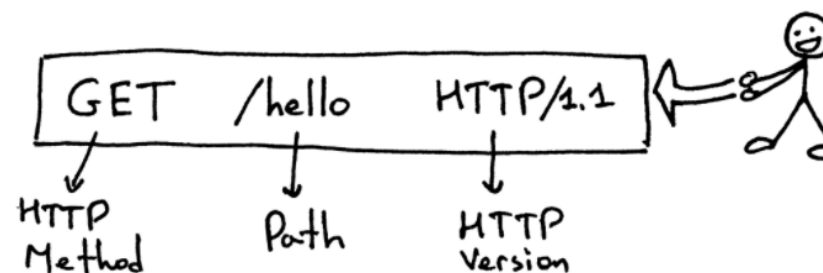 GET /hello HTTP/1.1
HTTP Method
Path
HTTP Version